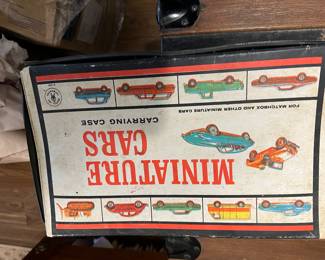 FOR MATCHBOX AND OTHER MINIATURE CARS
MINIATURE
CARS
CARRYING CASE